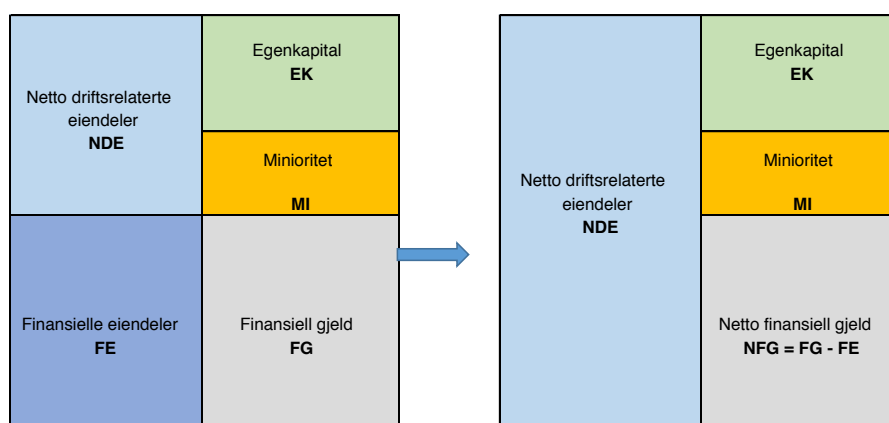 Netto driftsrelaterte
eiendeler
NDE
Egenkapital
EK
Minioritet
MI
Finansielle eiendeler
FE
Finansiell gjeld
FG
Netto driftsrelaterte
eiendeler
NDE
Egenkapital
EK
Minioritet
MI
Netto finansiell gjeld
NFG = FG - FE